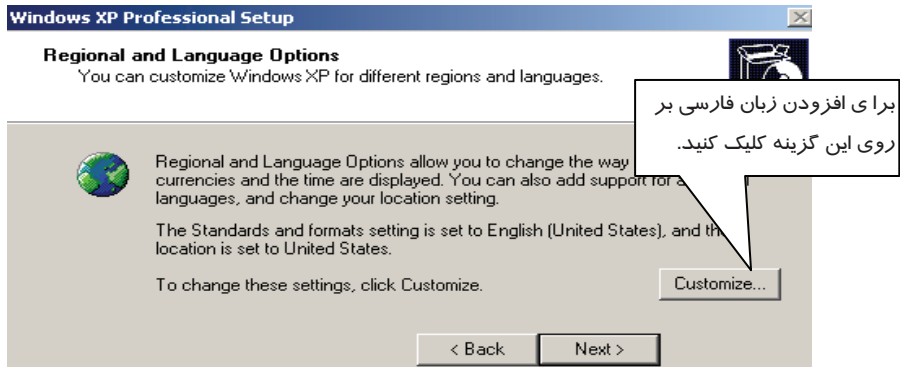 Windows XP Professional Setup
Regional and Language Options
You can customize Windows XP for different regions and languages.
برا ی افزودن زبان فارسی بر
روی این گزینه کلیک کنید.
Regional and Language Options allow you to change the way
currencies and the time are displayed. You can also add support for
languages, and change your location setting.
The Standards and formats setting is set to English (United States), and
location is set to United States.
To change these settings, click Customize.
Customize...
< Back
Next >